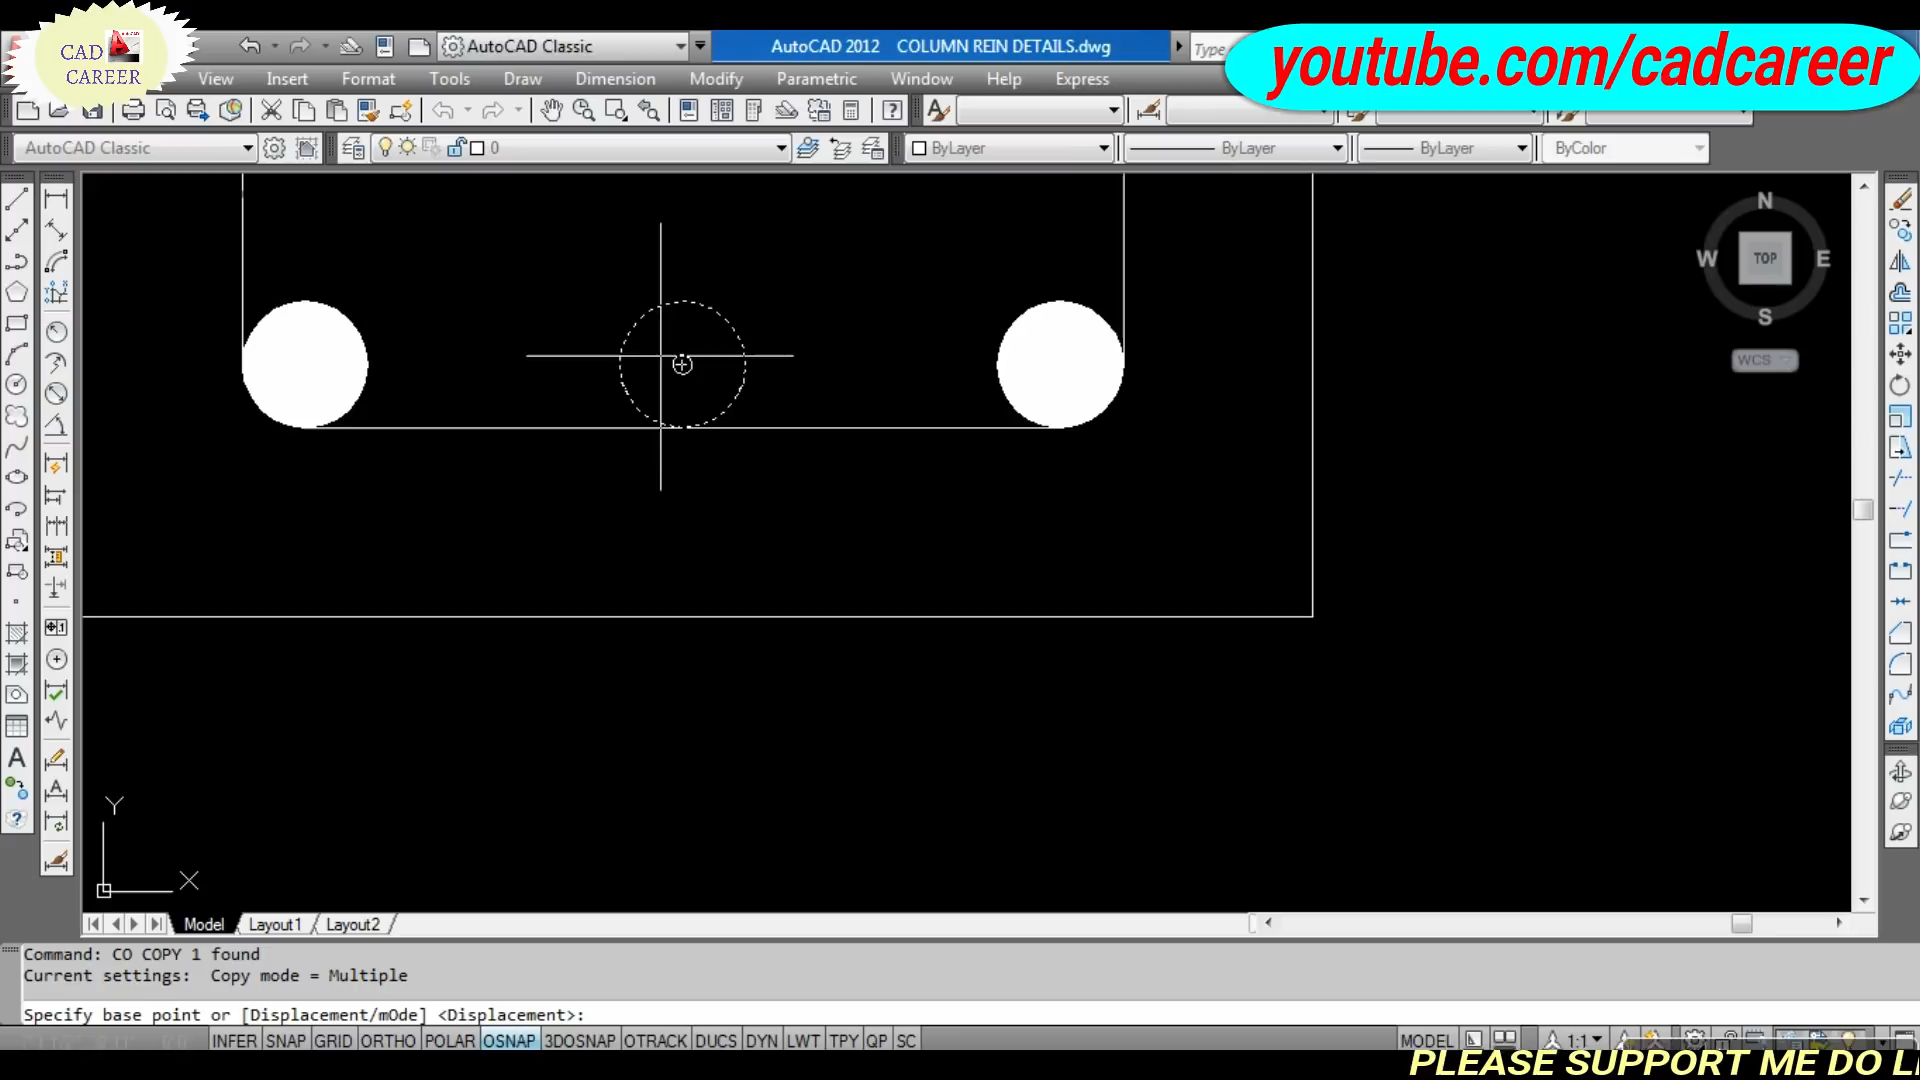 CAD
CAREER
AutoCAD Classic
AutoCAD 2012 COLUMN REIN DETAILS.dwg
Type
youtube.com/cadcareer
View Insert Format Tools Draw Dimension Modify Parametric Window Help Express
AutoCAD Classic
0
ByLayer
ByLayer
ByLayer
ByColor
N
W TOP E
S
WCS
Y
X
Model Layout1 Layout2
Command: CO COPY 1 found
Current settings: Copy mode = Multiple
Specify base point or [Displacement/mOde] <Displacement>:
INFER SNAP GRID ORTHO POLAR OSNAP 3DOSNAP OTRACK DUCS DYN LWT TPY QP SC
MODEL 1:1
PLEASE SUPPORT ME DO LI